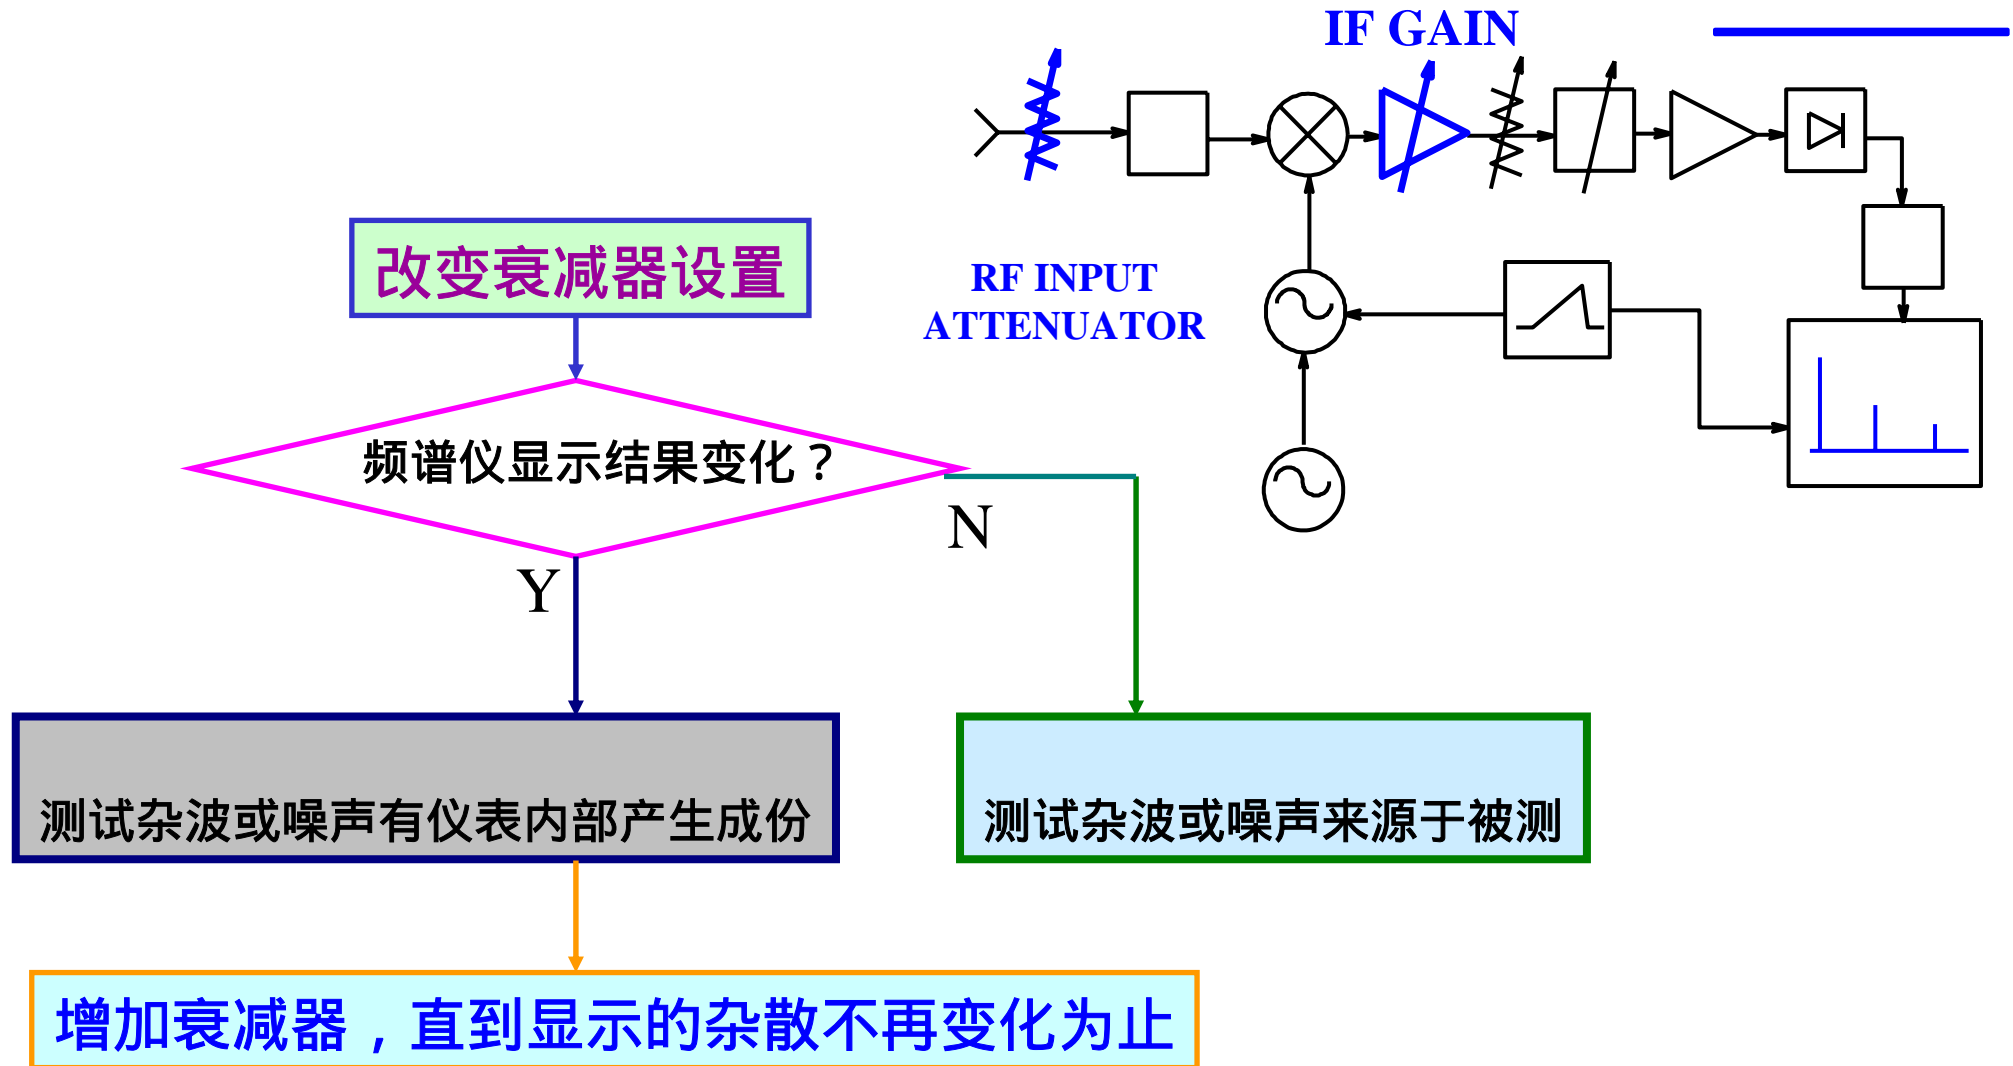 IF GAIN
改变衰减器设置
RF INPUT
ATTENUATOR
频谱仪显示结果变化？
N
Y
测试杂波或噪声有仪表内部产生成份
测试杂波或噪声来源于被测
增加衰减器，直到显示的杂散不再变化为止